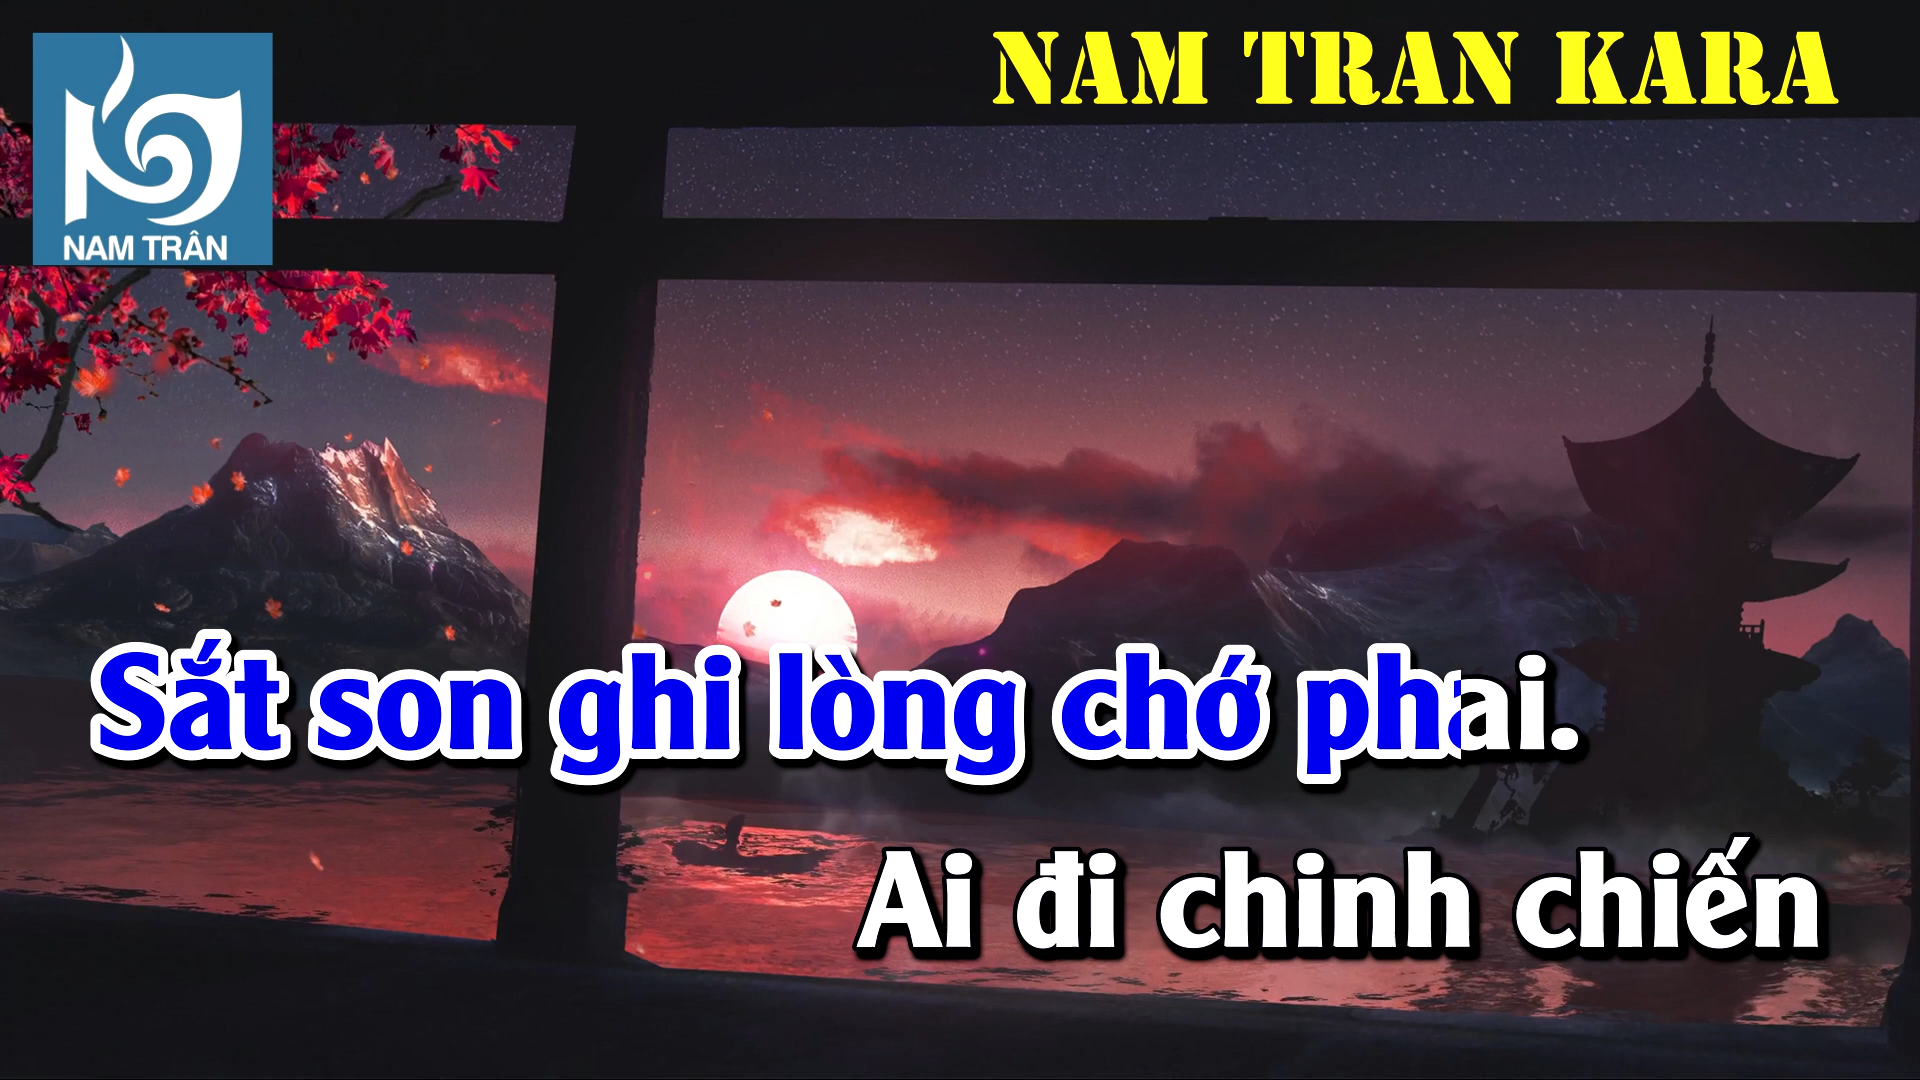 NAM TRAN KARA
NAM TRÂN
Sắt son ghi lòng chớ phai.
Ai đi chinh chiến